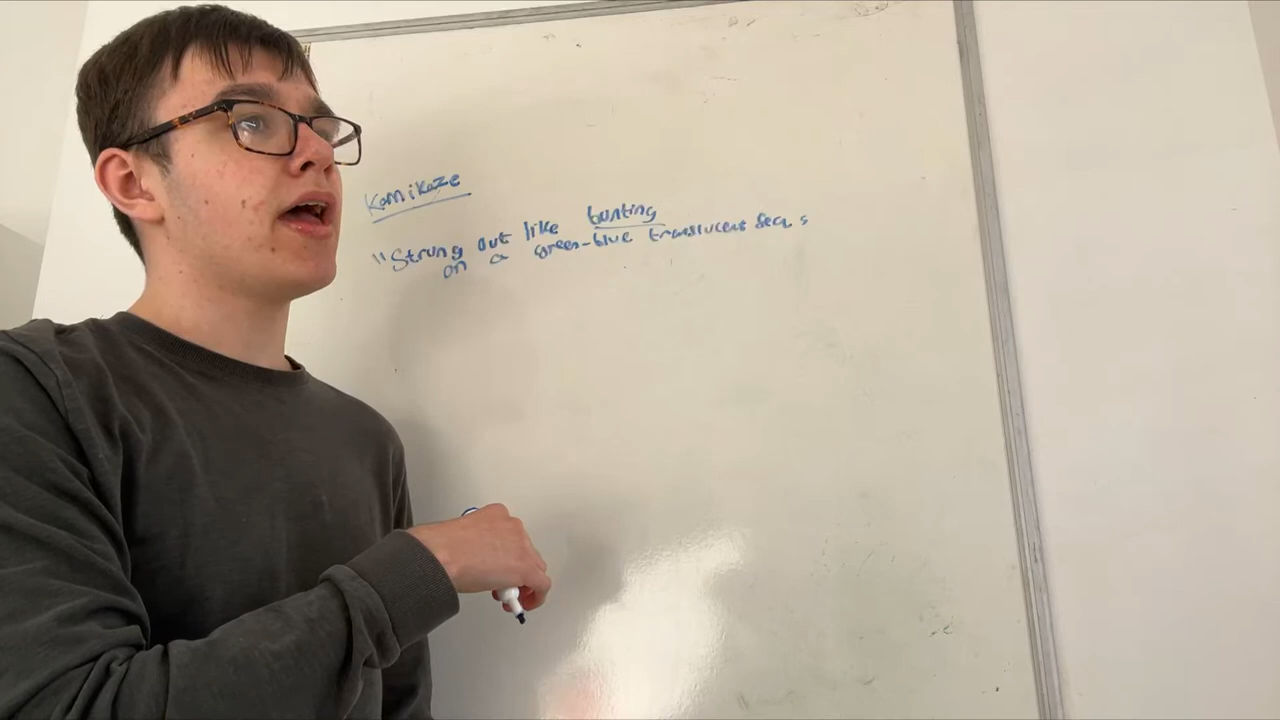 Kamikaze
"Strung out like bunting
on a green-blue translucent sea"